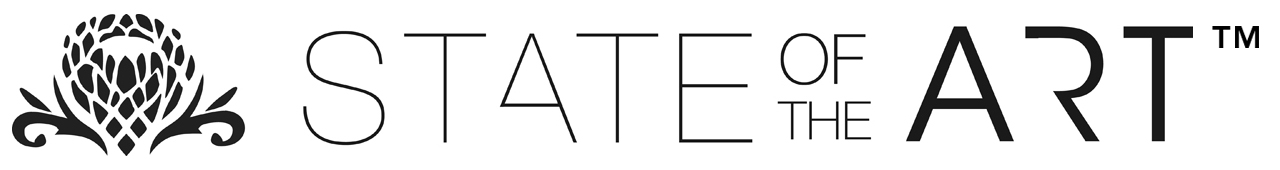 STATE OF THE ART™